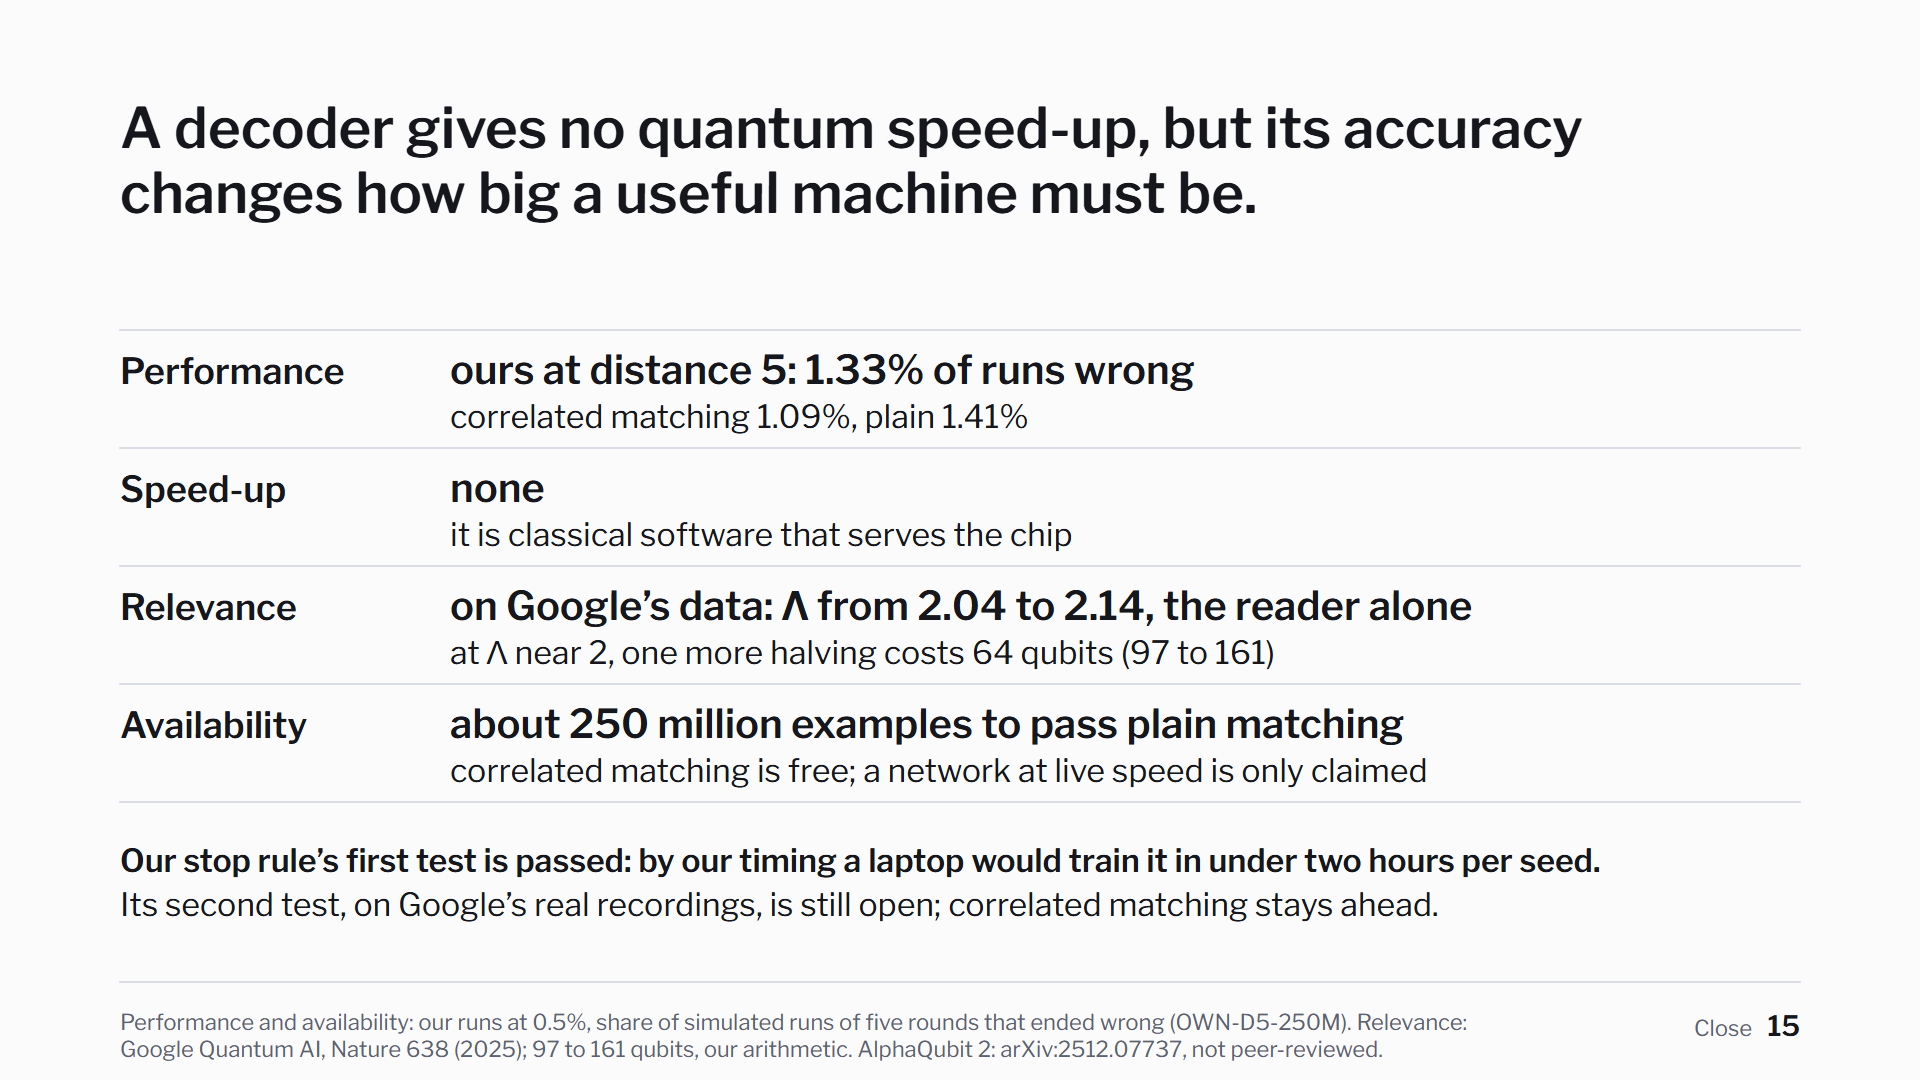 A decoder gives no quantum speed-up, but its accuracy
changes how big a useful machine must be.
Performance
ours at distance 5: 1.33% of runs wrong
correlated matching 1.09%, plain 1.41%
Speed-up
none
it is classical software that serves the chip
Relevance
on Google’s data: Λ from 2.04 to 2.14, the reader alone
at Λ near 2, one more halving costs 64 qubits (97 to 161)
Availability
about 250 million examples to pass plain matching
correlated matching is free; a network at live speed is only claimed
Our stop rule’s first test is passed: by our timing a laptop would train it in under two hours per seed.
Its second test, on Google’s real recordings, is still open; correlated matching stays ahead.
Performance and availability: our runs at 0.5%, share of simulated runs of five rounds that ended wrong (OWN-D5-250M). Relevance:
Google Quantum AI, Nature 638 (2025); 97 to 161 qubits, our arithmetic. AlphaQubit 2: arXiv:2512.07737, not peer-reviewed.
Close 15